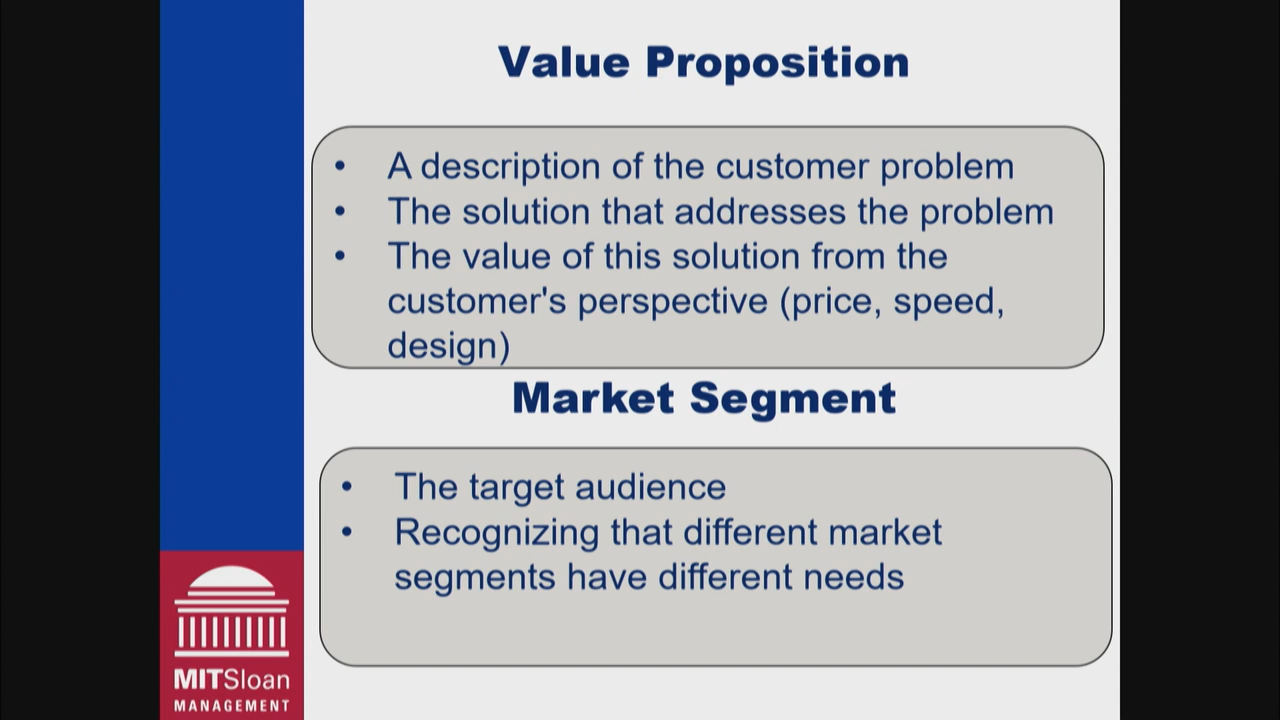 Value Proposition
• A description of the customer problem
• The solution that addresses the problem
• The value of this solution from the
customer's perspective (price, speed,
design)
Market Segment
• The target audience
• Recognizing that different market
segments have different needs
MITSloan
MANAGEMENT